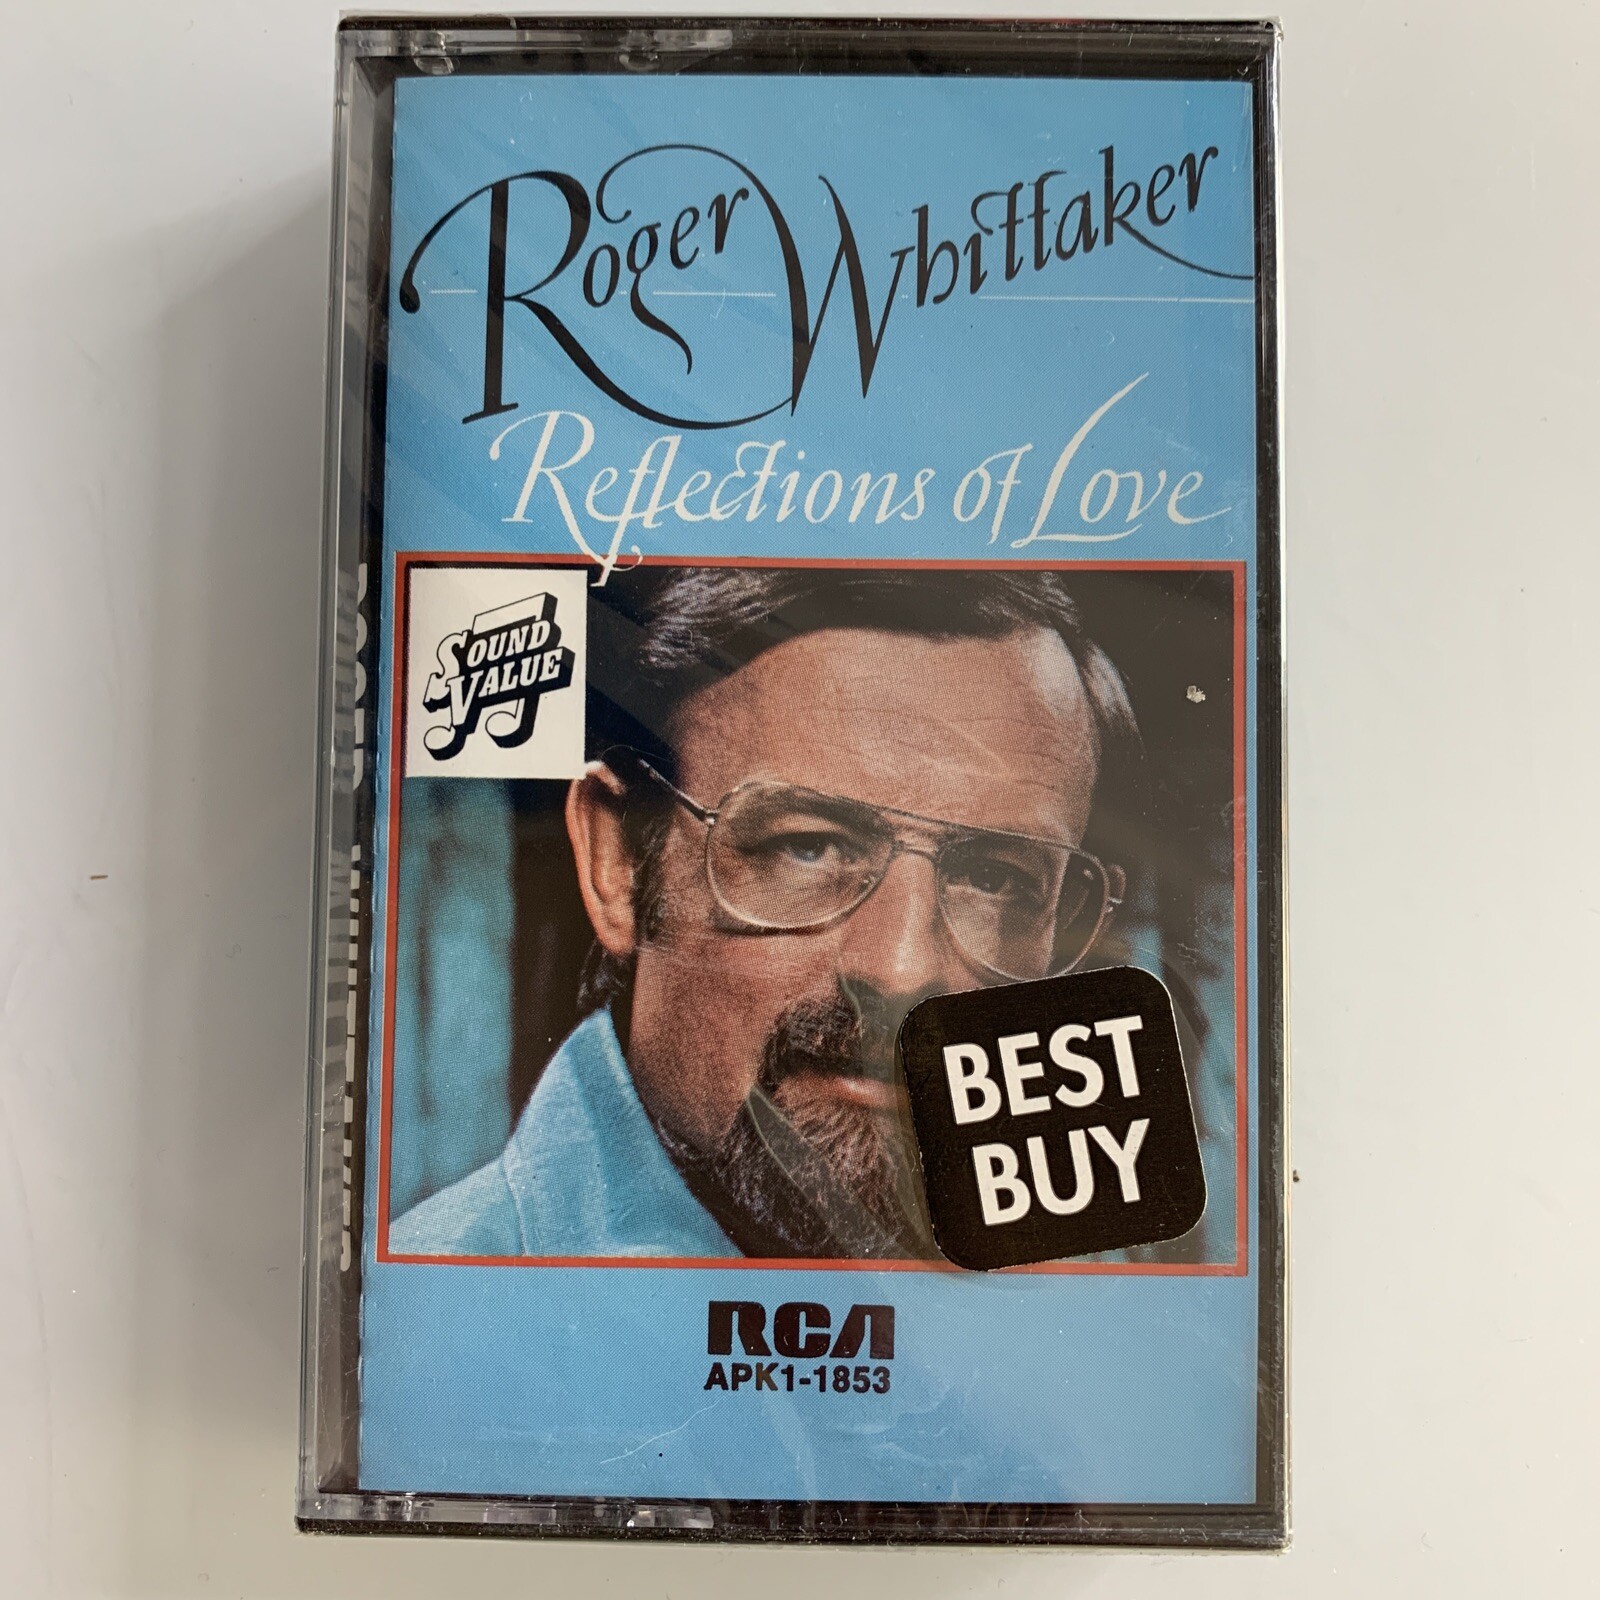 Roger Whittaker
Reflections of Love
SOUND
VALUE
BEST
BUY
RCA
APK1-1853